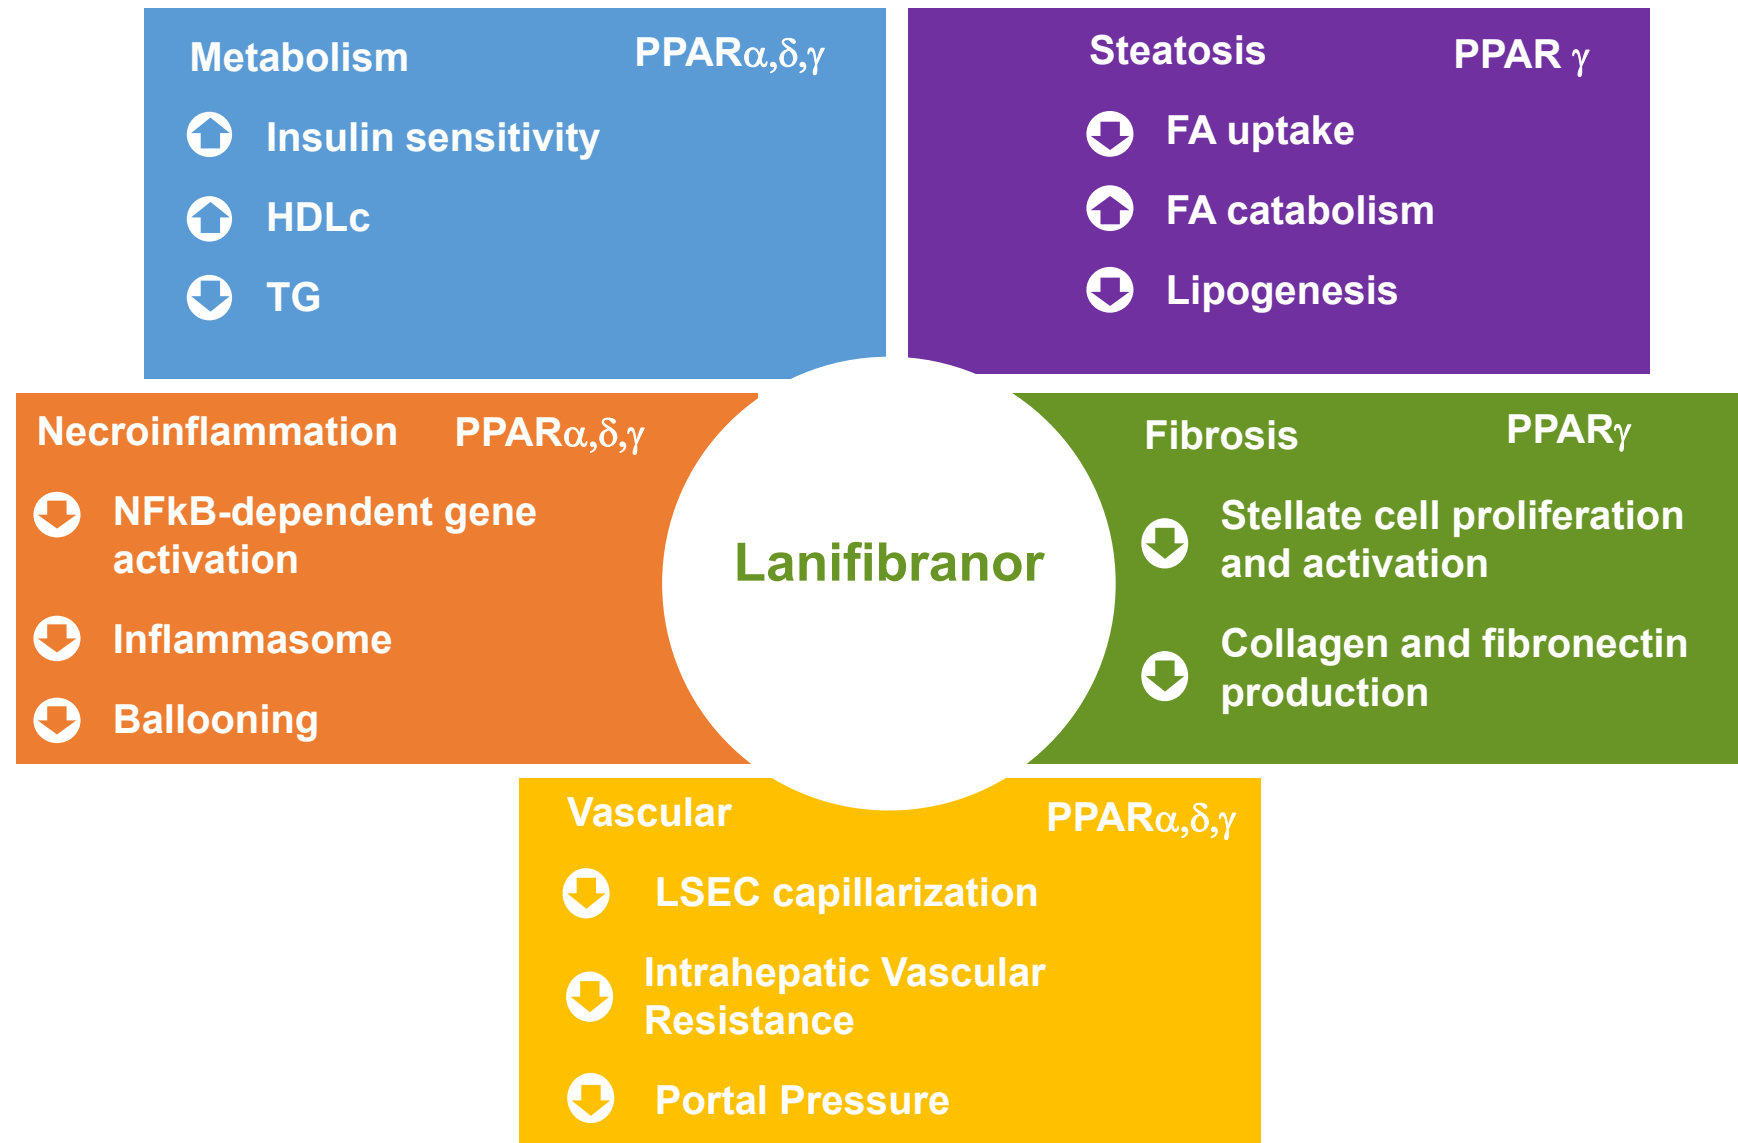 Metabolism
PPARα,δ,γ
Insulin sensitivity
HDLc
TG
Steatosis
PPAR γ
FA uptake
FA catabolism
Lipogenesis
Necroinflammation
PPARα,δ,γ
NFkB-dependent gene
activation
Inflammasome
Ballooning
Lanifibranor
Fibrosis
PPARγ
Stellate cell proliferation
and activation
Collagen and fibronectin
production
Vascular
PPARα,δ,γ
LSEC capillarization
Intrahepatic Vascular
Resistance
Portal Pressure